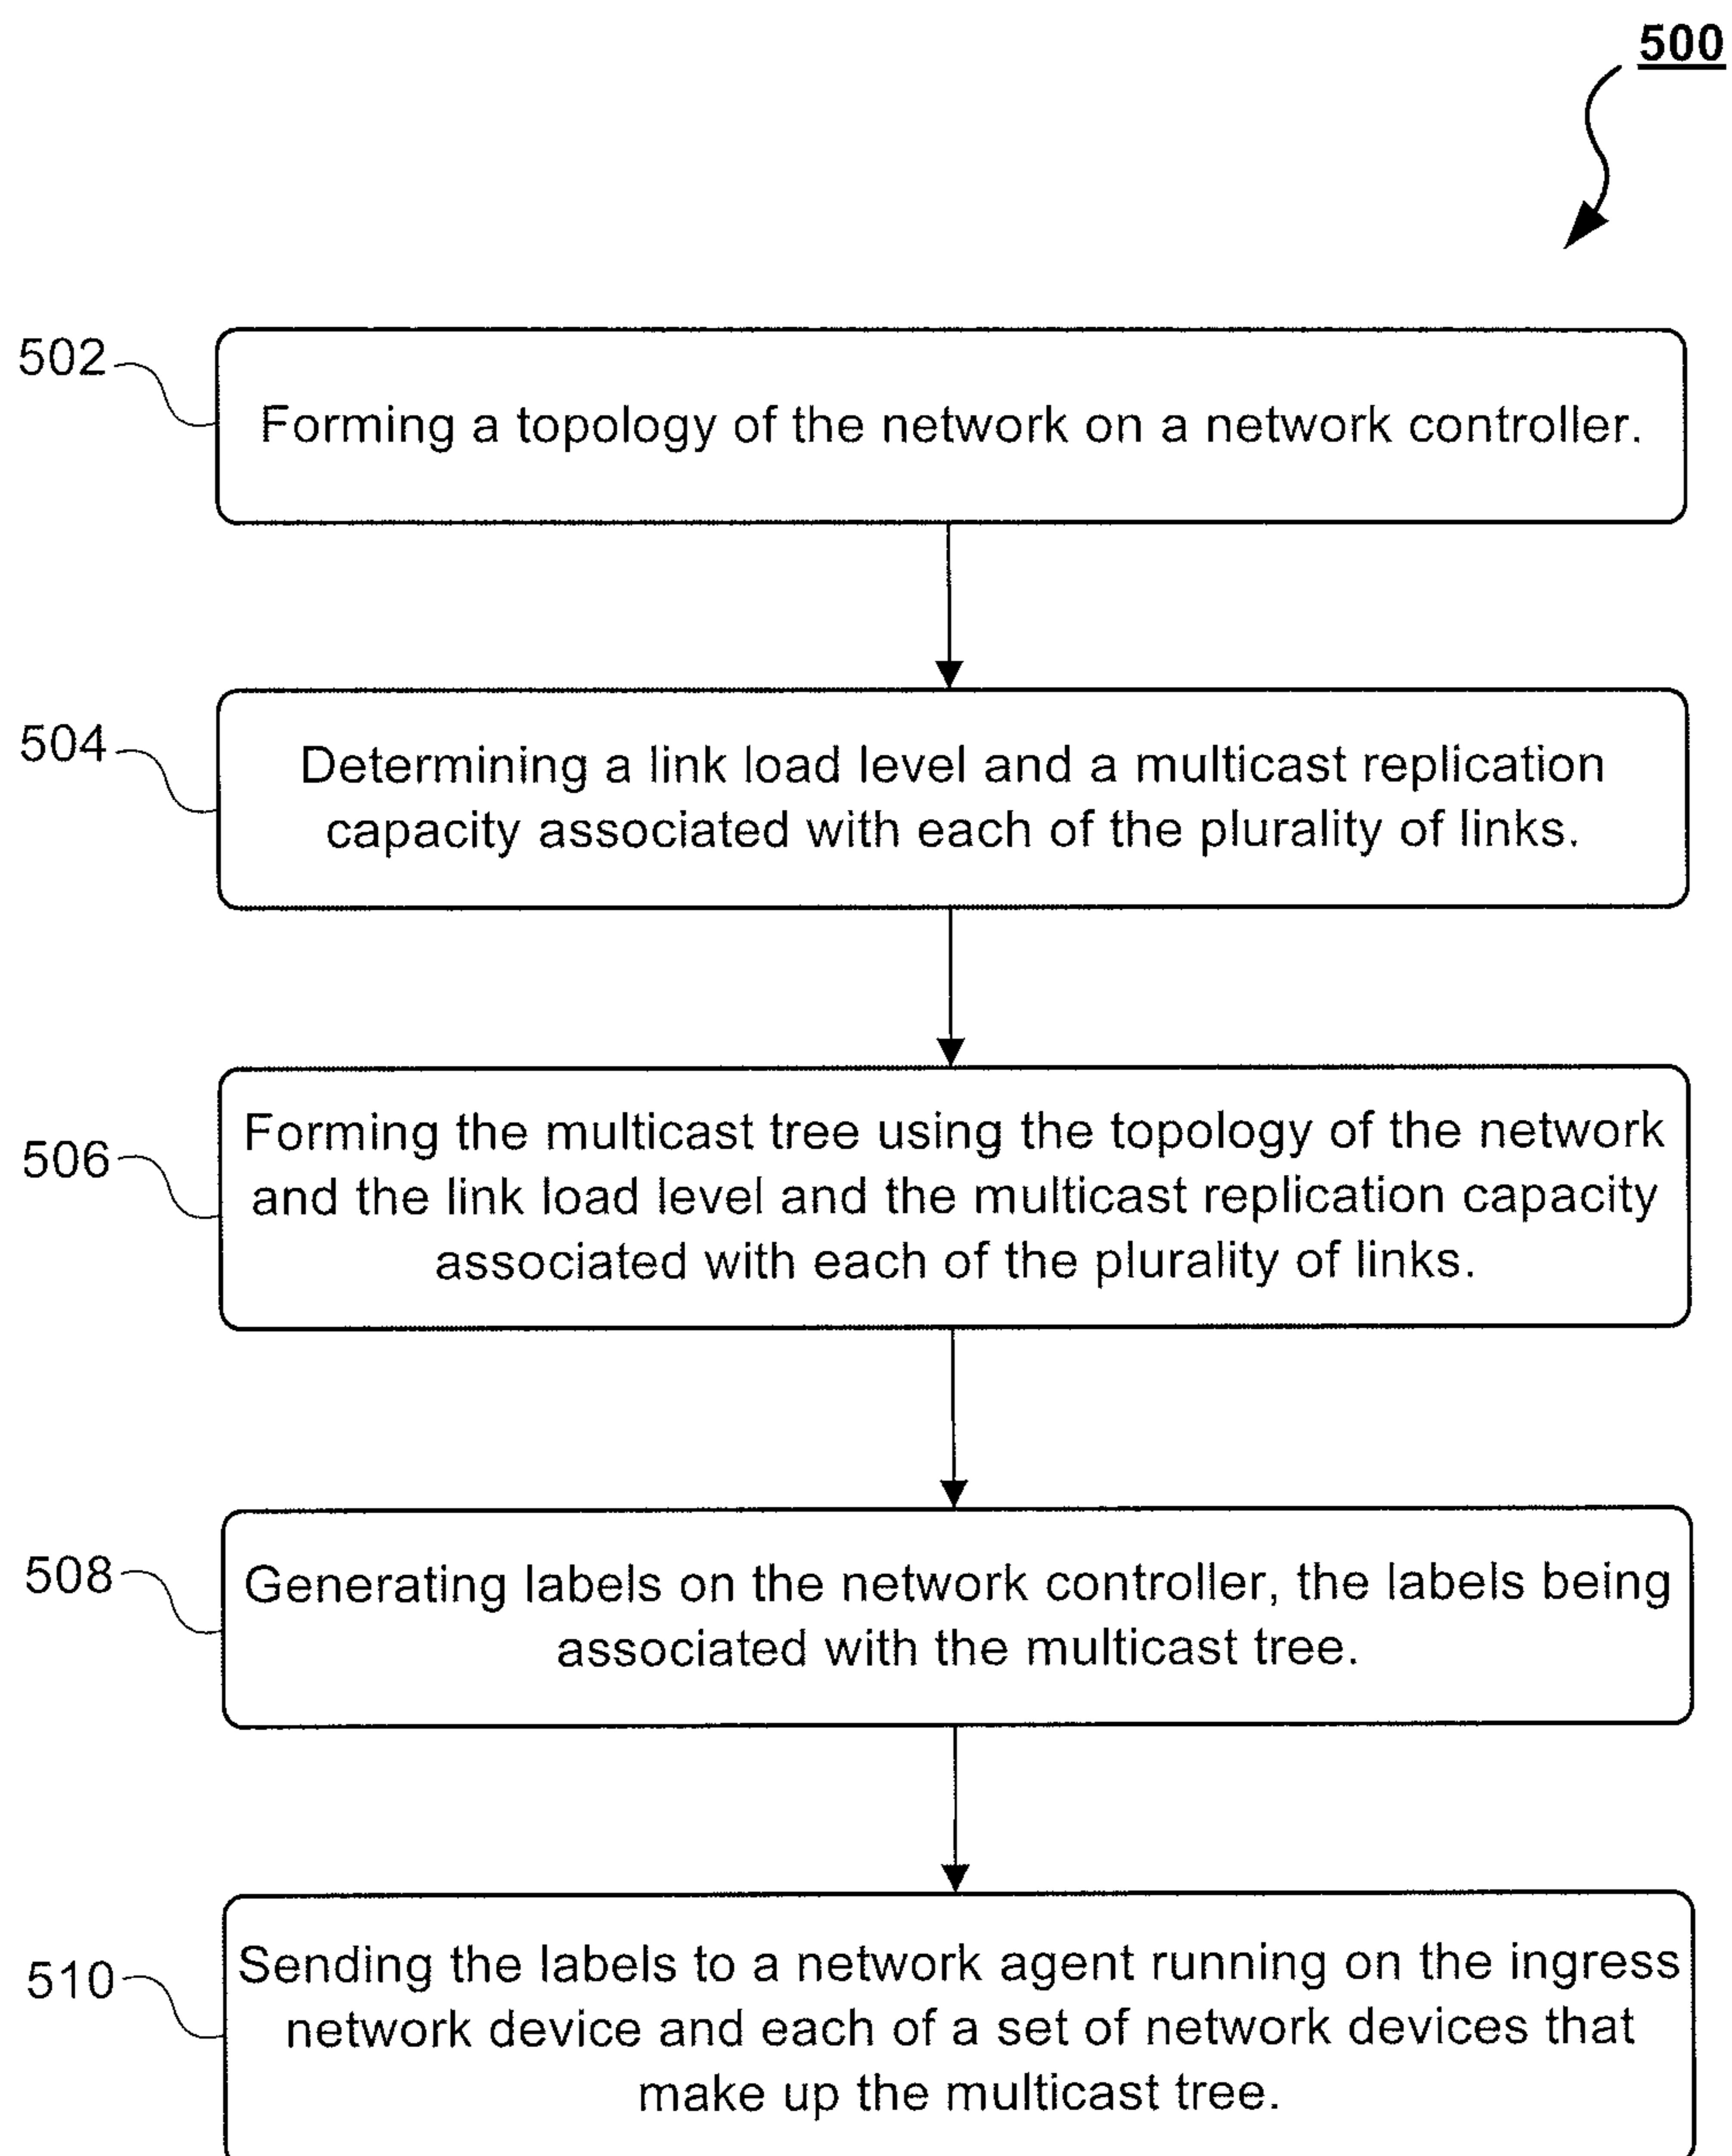 500
502
Forming a topology of the network on a network controller.
504
Determining a link load level and a multicast replication
capacity associated with each of the plurality of links.
506
Forming the multicast tree using the topology of the network
and the link load level and the multicast replication capacity
associated with each of the plurality of links.
508
Generating labels on the network controller, the labels being
associated with the multicast tree.
510
Sending the labels to a network agent running on the ingress
network device and each of a set of network devices that
make up the multicast tree.